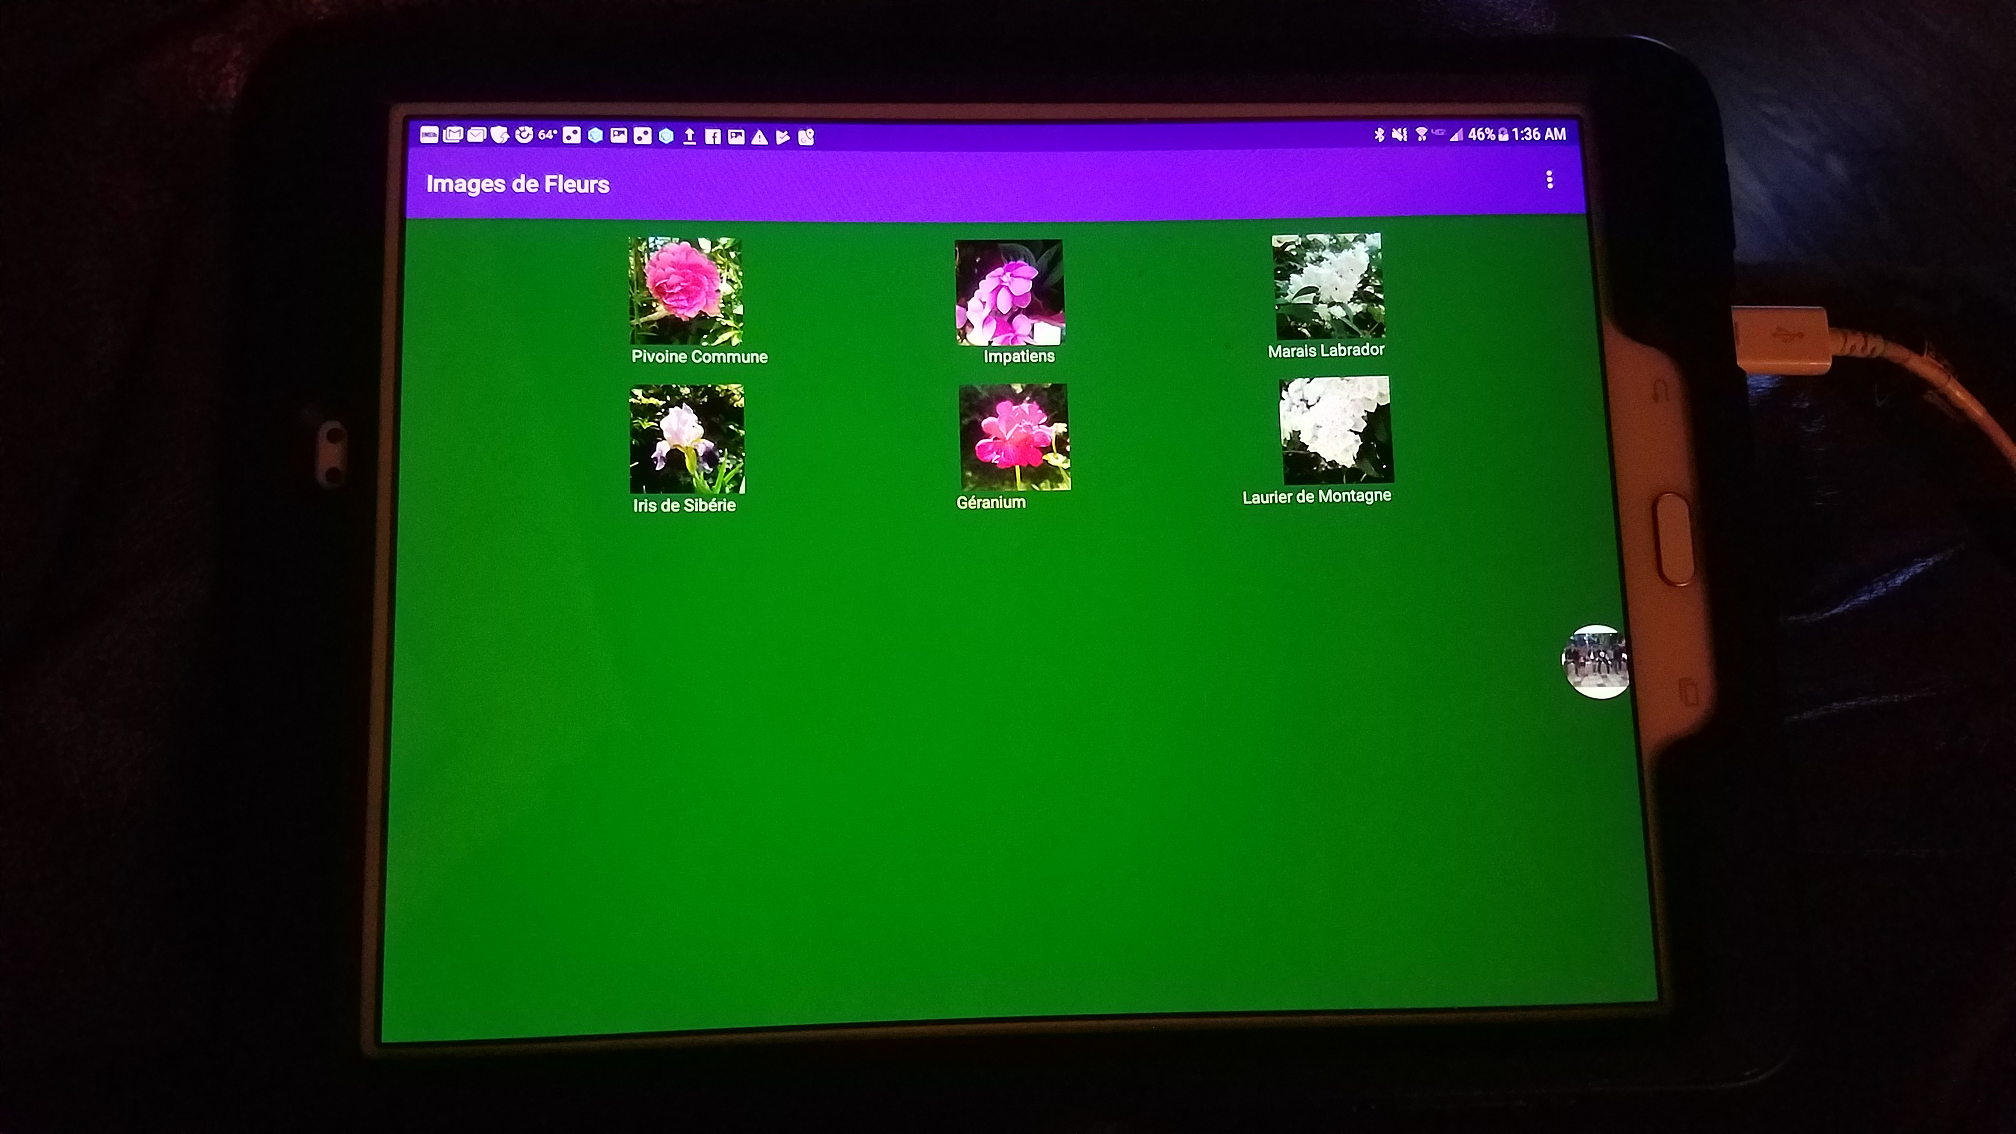 64° 46% 1:36 AM
Images de Fleurs
Pivoine Commune Impatiens Marais Labrador
Iris de Sibérie Géranium Laurier de Montagne